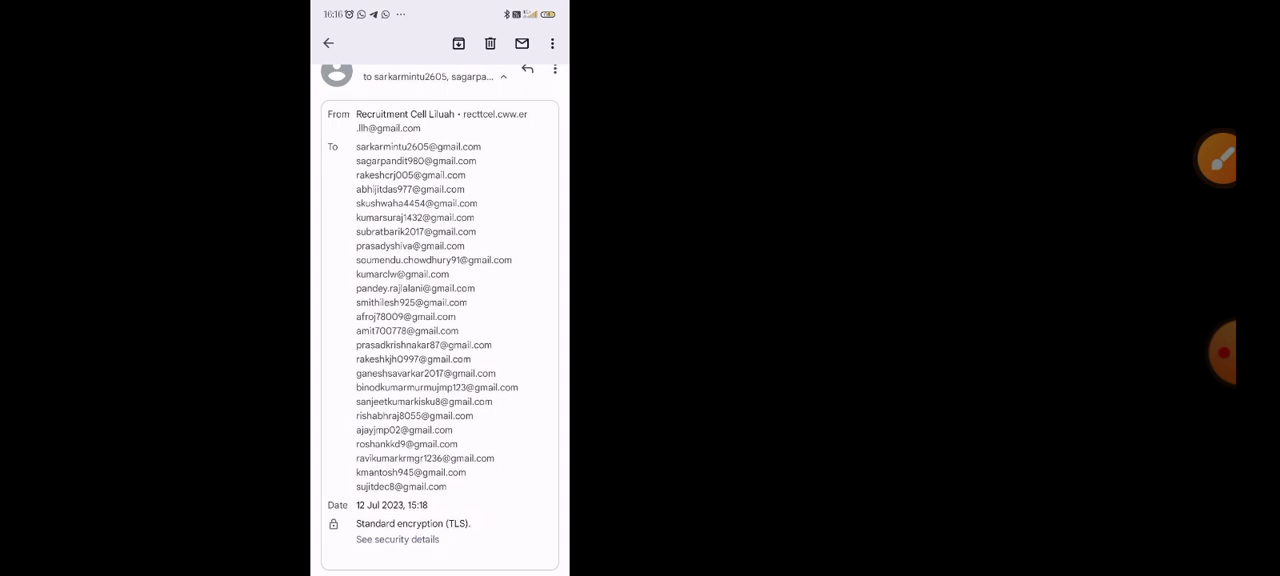 16:16
to sarkarmintu2605, sagarpa...
From Recruitment Cell Liluah • recttcel.cww.er
.llh@gmail.com
To sarkarmintu2605@gmail.com
sagarpandit980@gmail.com
rakeshcrj005@gmail.com
abhijitdas977@gmail.com
skushwaha4454@gmail.com
kumarsuraj1432@gmail.com
subratbarik2017@gmail.com
prasadyshiva@gmail.com
soumendu.chowdhury91@gmail.com
kumarclw@gmail.com
pandey.rajlalani@gmail.com
smithilesh925@gmail.com
afroj78009@gmail.com
amit700778@gmail.com
prasadkrishnakar87@gmail.com
rakeshkjh0997@gmail.com
ganeshsavarkar2017@gmail.com
binodkumarmurmujmp123@gmail.com
sanjeetkumarkisku8@gmail.com
rishabhraj8055@gmail.com
ajayjmp02@gmail.com
roshankkd9@gmail.com
ravikumarkrmgr1236@gmail.com
kmantosh945@gmail.com
sujitdec8@gmail.com
Date 12 Jul 2023, 15:18
Standard encryption (TLS).
See security details